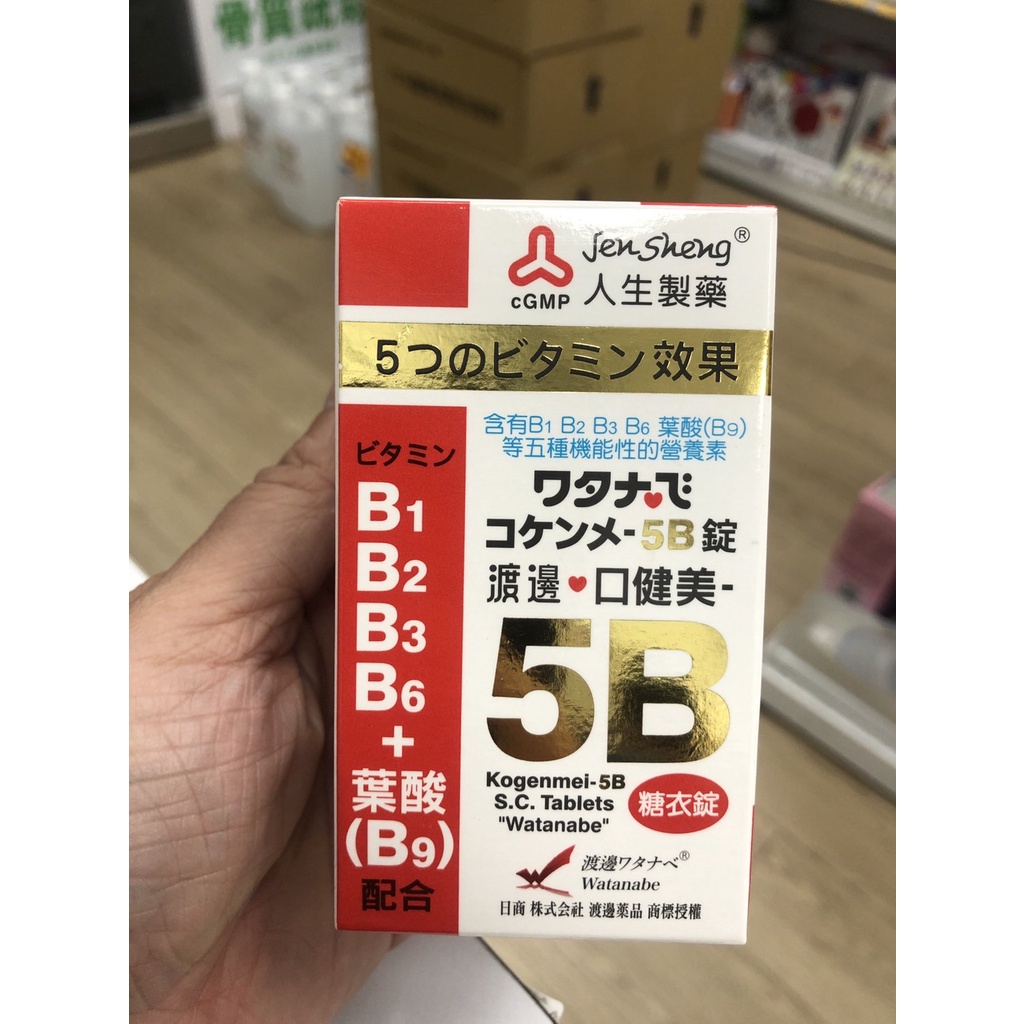 骨質
Jen Sheng®
cGMP
人生製藥
5つのビタミン効果
含有B1 B2 B3 B6 葉酸(B9)
等五種機能性的營養素
ビタミン
B1
B2
B3
B6
+
葉酸
(B9)
配合
ワタナベ
コケンメ-5B錠
渡邊 口健美-
5B
Kogenmei-5B
S.C. Tablets
"Watanabe"
糖衣錠
渡邊ワタナベ®
Watanabe
日商 株式会社 渡邊薬品 商標授權